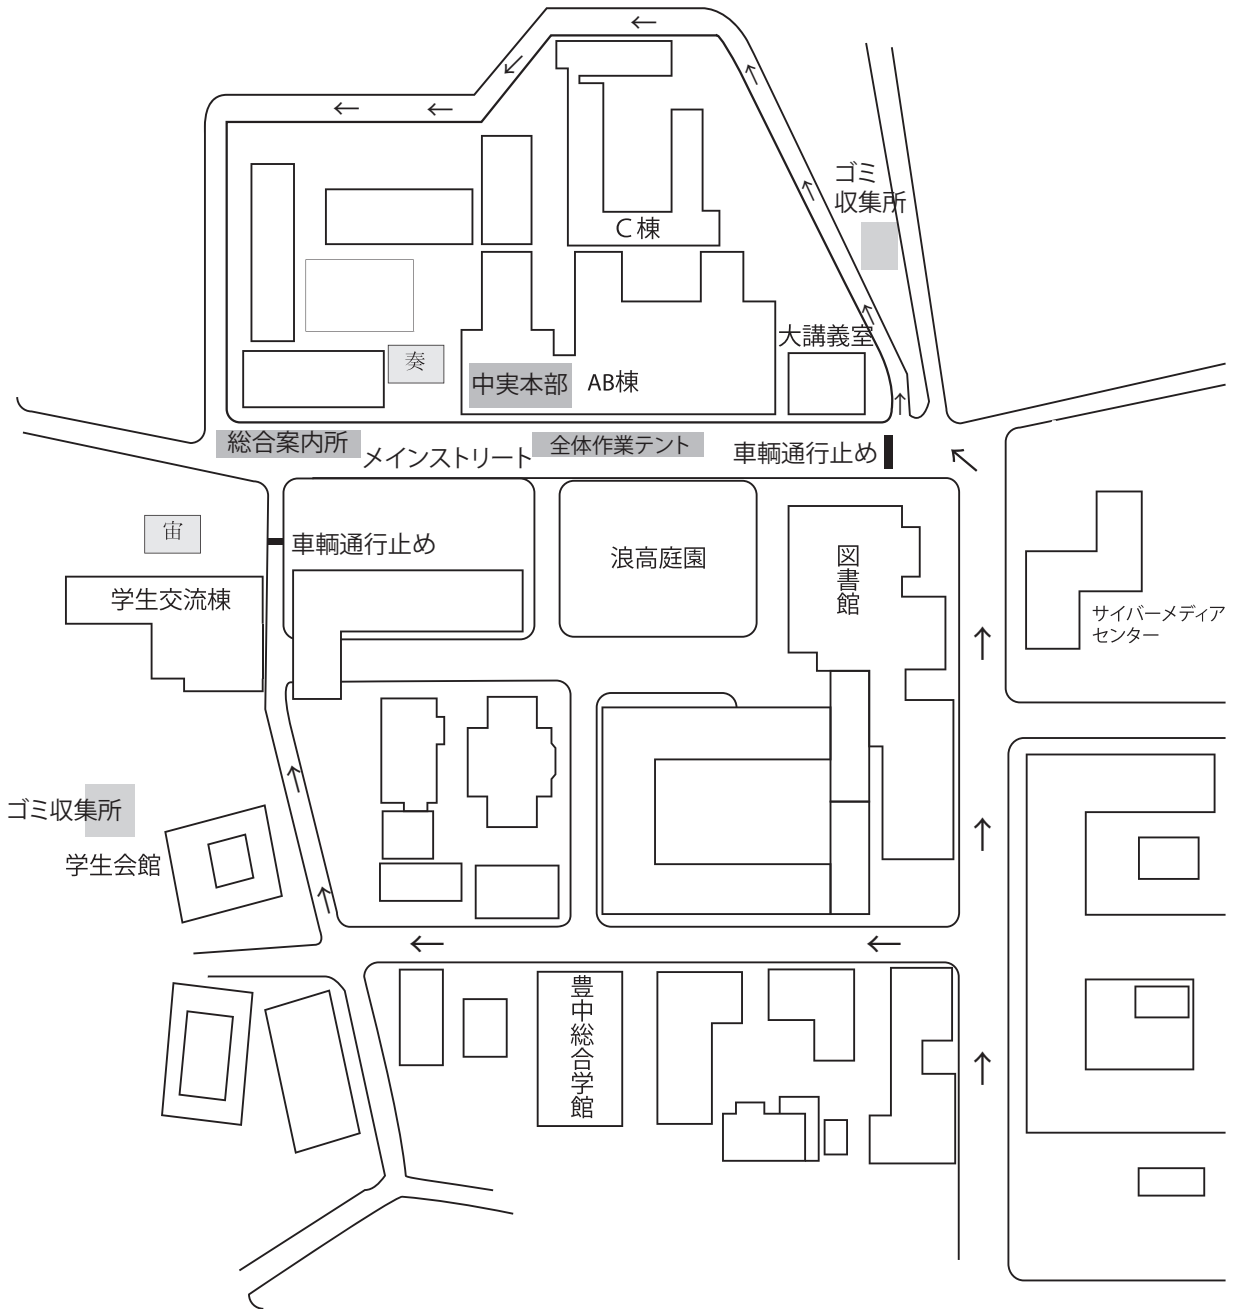 ゴミ
収集所
C棟
大講義室
奏
中実本部
AB棟
総合案内所
メインストリート
全体作業テント
車輌通行止め
宙
車輌通行止め
浪高庭園
図書館
学生交流棟
サイバーメディア
センター
ゴミ収集所
学生会館
豊中総合学館